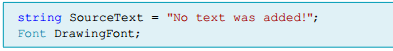 string SourceText = "No text was added!";
Font DrawingFont;